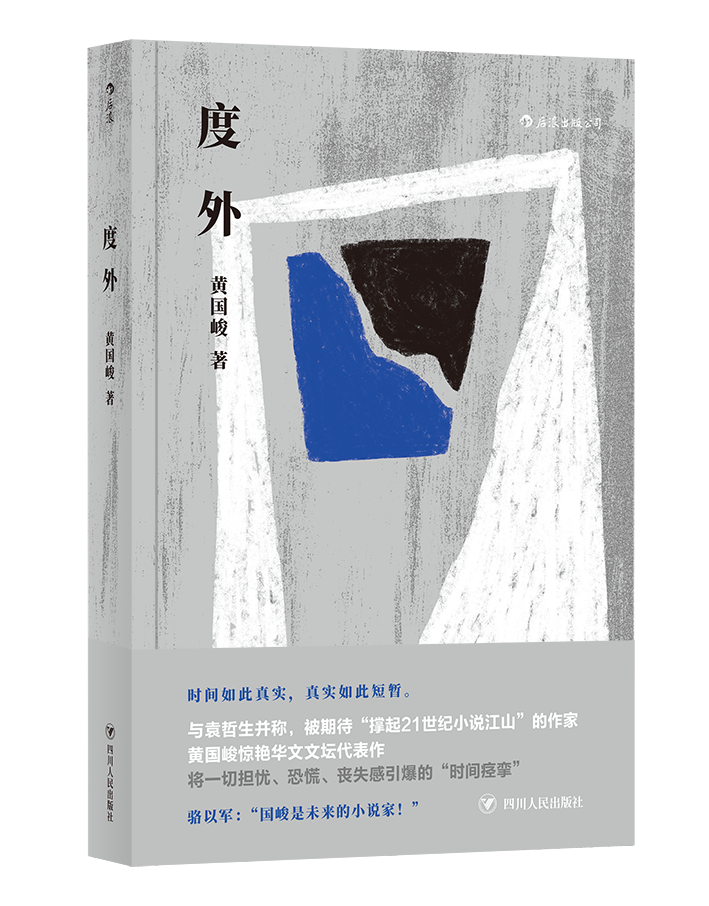 后浪
度外
黄国峻 著
四川人民出版社
后浪出版公司
度外
黄国峻 著
时间如此真实，真实如此短暂。
与袁哲生并称，被期待“撑起21世纪小说江山”的作家
黄国峻惊艳华文文坛代表作
将一切担忧、恐慌、丧失感引爆的“时间痉挛”
骆以军：“国峻是未来的小说家！”
四川人民出版社